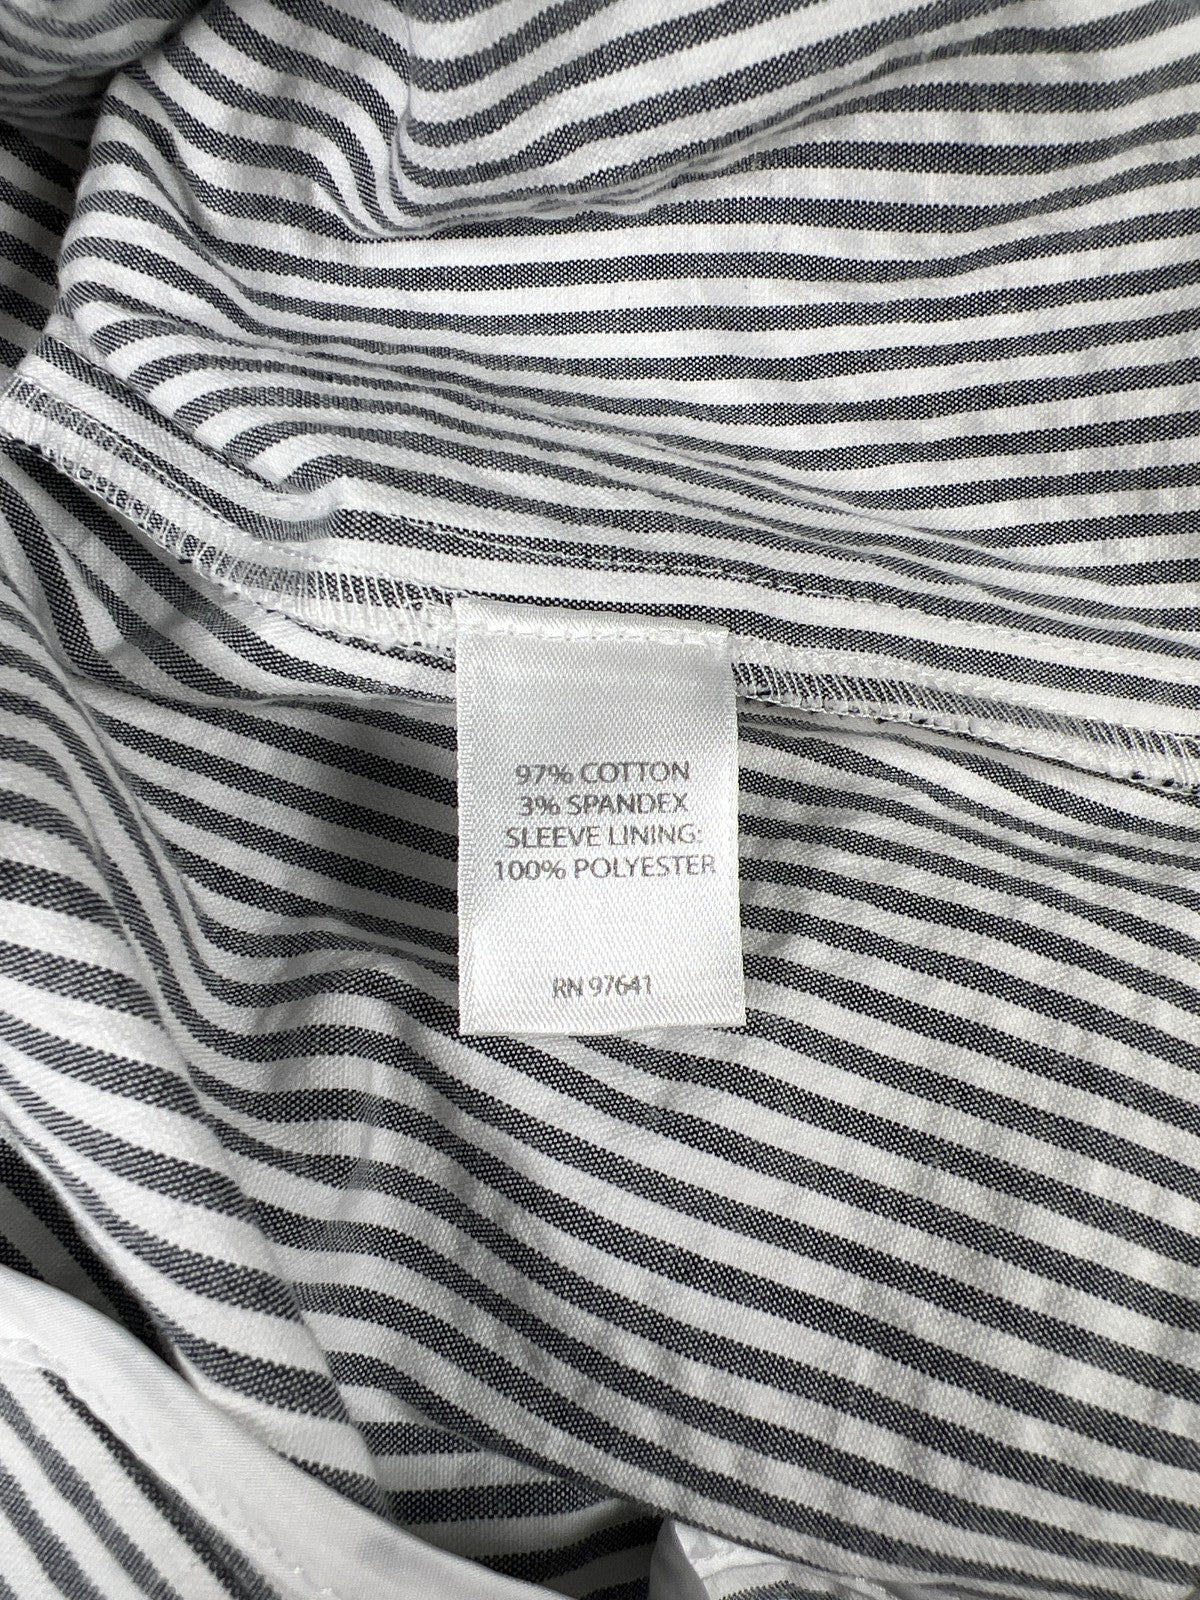 97% COTTON
3% SPANDEX
SLEEVE LINING:
100% POLYESTER
RN 97641